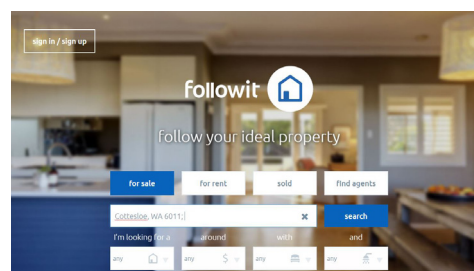 sign in / sign up
followit
follow your ideal property
for sale for rent sold find agents
Cottesloe, WA 6011; search
I'm looking for a around with and
any any any any